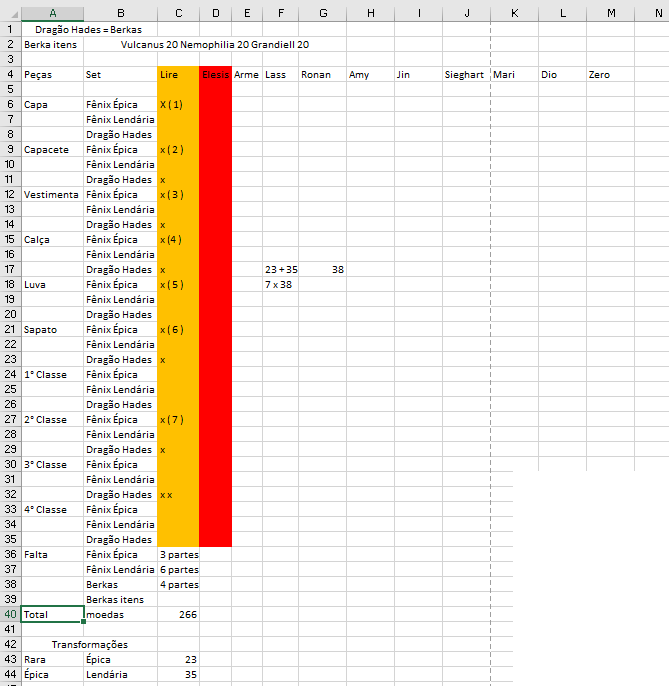 A B C D E F G H I J K L M N
1 Dragão Hades = Berkas
2 Berka itens Vulcanus 20 Nemophilia 20 Grandiell 20
3
4 Peças Set Lire Elesis Arme Lass Ronan Amy Jin Sieghart Mari Dio Zero
5
6 Capa Fênix Épica X ( 1)
7 Fênix Lendária
8 Dragão Hades
9 Capacete Fênix Épica x ( 2 )
10 Fênix Lendária
11 Dragão Hades x
12 Vestimenta Fênix Épica x ( 3 )
13 Fênix Lendária
14 Dragão Hades x
15 Calça Fênix Épica x (4 )
16 Fênix Lendária
17 Dragão Hades x 23 + 35 38
18 Luva Fênix Épica x ( 5 ) 7 x 38
19 Fênix Lendária
20 Dragão Hades
21 Sapato Fênix Épica x ( 6 )
22 Fênix Lendária
23 Dragão Hades x
24 1° Classe Fênix Épica
25 Fênix Lendária
26 Dragão Hades
27 2° Classe Fênix Épica x ( 7 )
28 Fênix Lendária
29 Dragão Hades x
30 3° Classe Fênix Épica
31 Fênix Lendária
32 Dragão Hades x x
33 4° Classe Fênix Épica
34 Fênix Lendária
35 Dragão Hades
36 Falta Fênix Épica 3 partes
37 Fênix Lendária 6 partes
38 Berkas 4 partes
39 Berkas itens
40 Total moedas 266
41
42 Transformações
43 Rara Épica 23
44 Épica Lendária 35